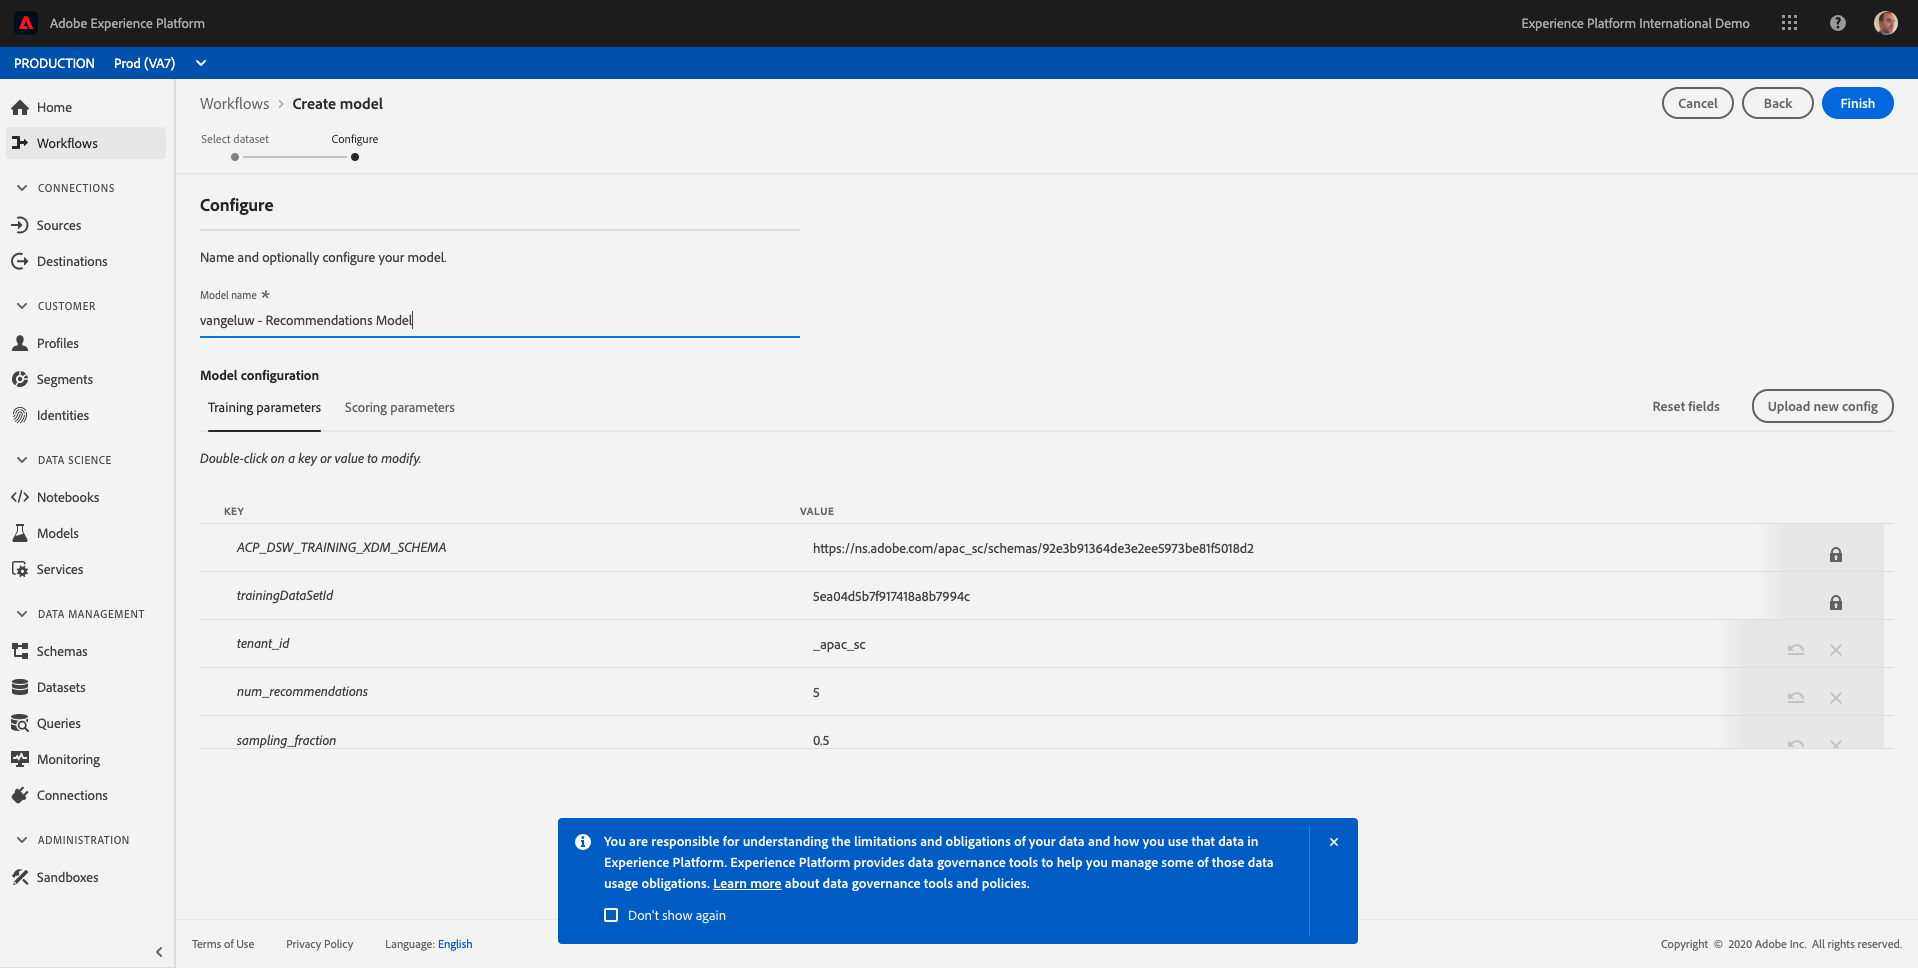 Adobe Experience Platform
Experience Platform International Demo
PRODUCTION Prod (VA7)
Home
Workflows
CONNECTIONS
Sources
Destinations
CUSTOMER
Profiles
Segments
Identities
DATA SCIENCE
Notebooks
Models
Services
DATA MANAGEMENT
Schemas
Datasets
Queries
Monitoring
Connections
ADMINISTRATION
Sandboxes
Workflows > Create model
Cancel
Back
Finish
Select dataset
Configure
Configure
Name and optionally configure your model.
Model name *
vangeluw - Recommendations Model
Model configuration
Training parameters
Scoring parameters
Reset fields
Upload new config
Double-click on a key or value to modify.
KEY VALUE
ACP_DSW_TRAINING_XDM_SCHEMA https://ns.adobe.com/apac_sc/schemas/92e3b91364de3e2ee5973be81f5018d2
trainingDataSetId 5ea04d5b7f917418a8b7994c
tenant_id _apac_sc
num_recommendations 5
sampling_fraction 0.5
You are responsible for understanding the limitations and obligations of your data and how you use that data in
Experience Platform. Experience Platform provides data governance tools to help you manage some of those data
usage obligations. Learn more about data governance tools and policies.
Don't show again
Terms of Use
Privacy Policy
Language: English
Copyright © 2020 Adobe Inc. All rights reserved.